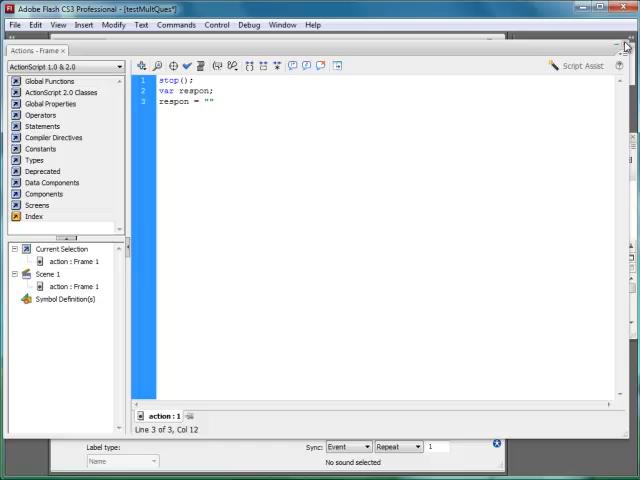 Adobe Flash CS3 Professional - [testMultQues*]
File Edit View Insert Modify Text Commands Control Debug Window Help
Actions - Frame ×
ActionScript 1.0 & 2.0
Script Assist
Global Functions
ActionScript 2.0 Classes
Global Properties
Operators
Statements
Compiler Directives
Constants
Types
Deprecated
Data Components
Components
Screens
Index
1 stop();
2 var respon;
3 respon = ""
Current Selection
action : Frame 1
Scene 1
action : Frame 1
Symbol Definition(s)
action : 1
Line 3 of 3, Col 12
Label type:
Name
Sync: Event Repeat 1
No sound selected